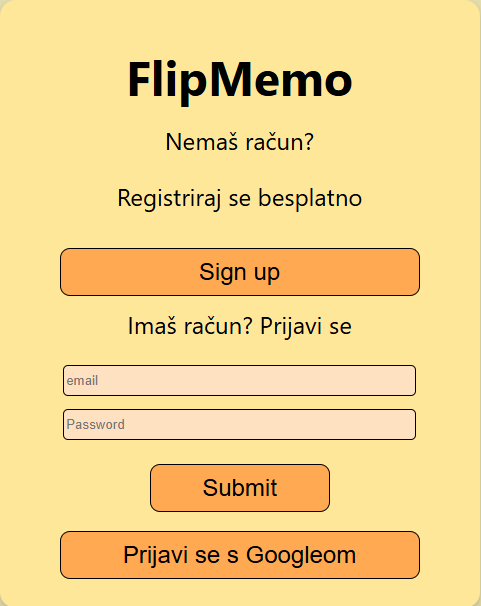 FlipMemo
Nemaš račun?
Registriraj se besplatno
Sign up
Imaš račun? Prijavi se
email
Password
Submit
Prijavi se s Googleom